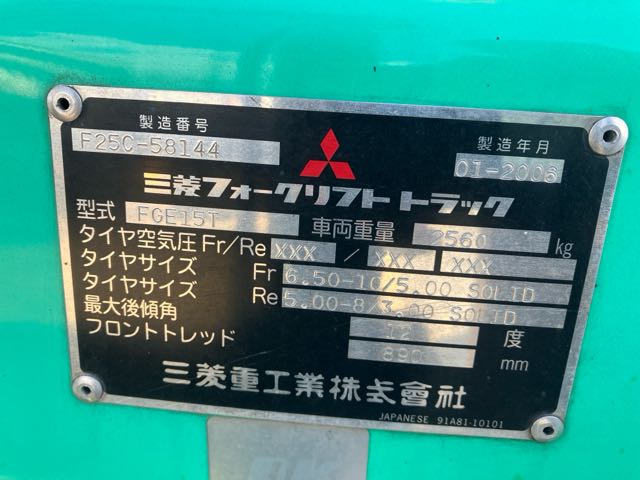 製造番号 製造年月
F25C-58144 01-2006
三菱フォークリフト トラック
型式 FGE15T 車両重量 2560 kg
タイヤ空気圧 Fr/Re XXX / XXX XXX
タイヤサイズ Fr 6.50-10/5.00 SOLID
タイヤサイズ Re 5.00-8/3.00 SOLID
最大後傾角 12 度
フロントトレッド 890 mm
三菱重工業株式會社
JAPANESE 91A81-10101